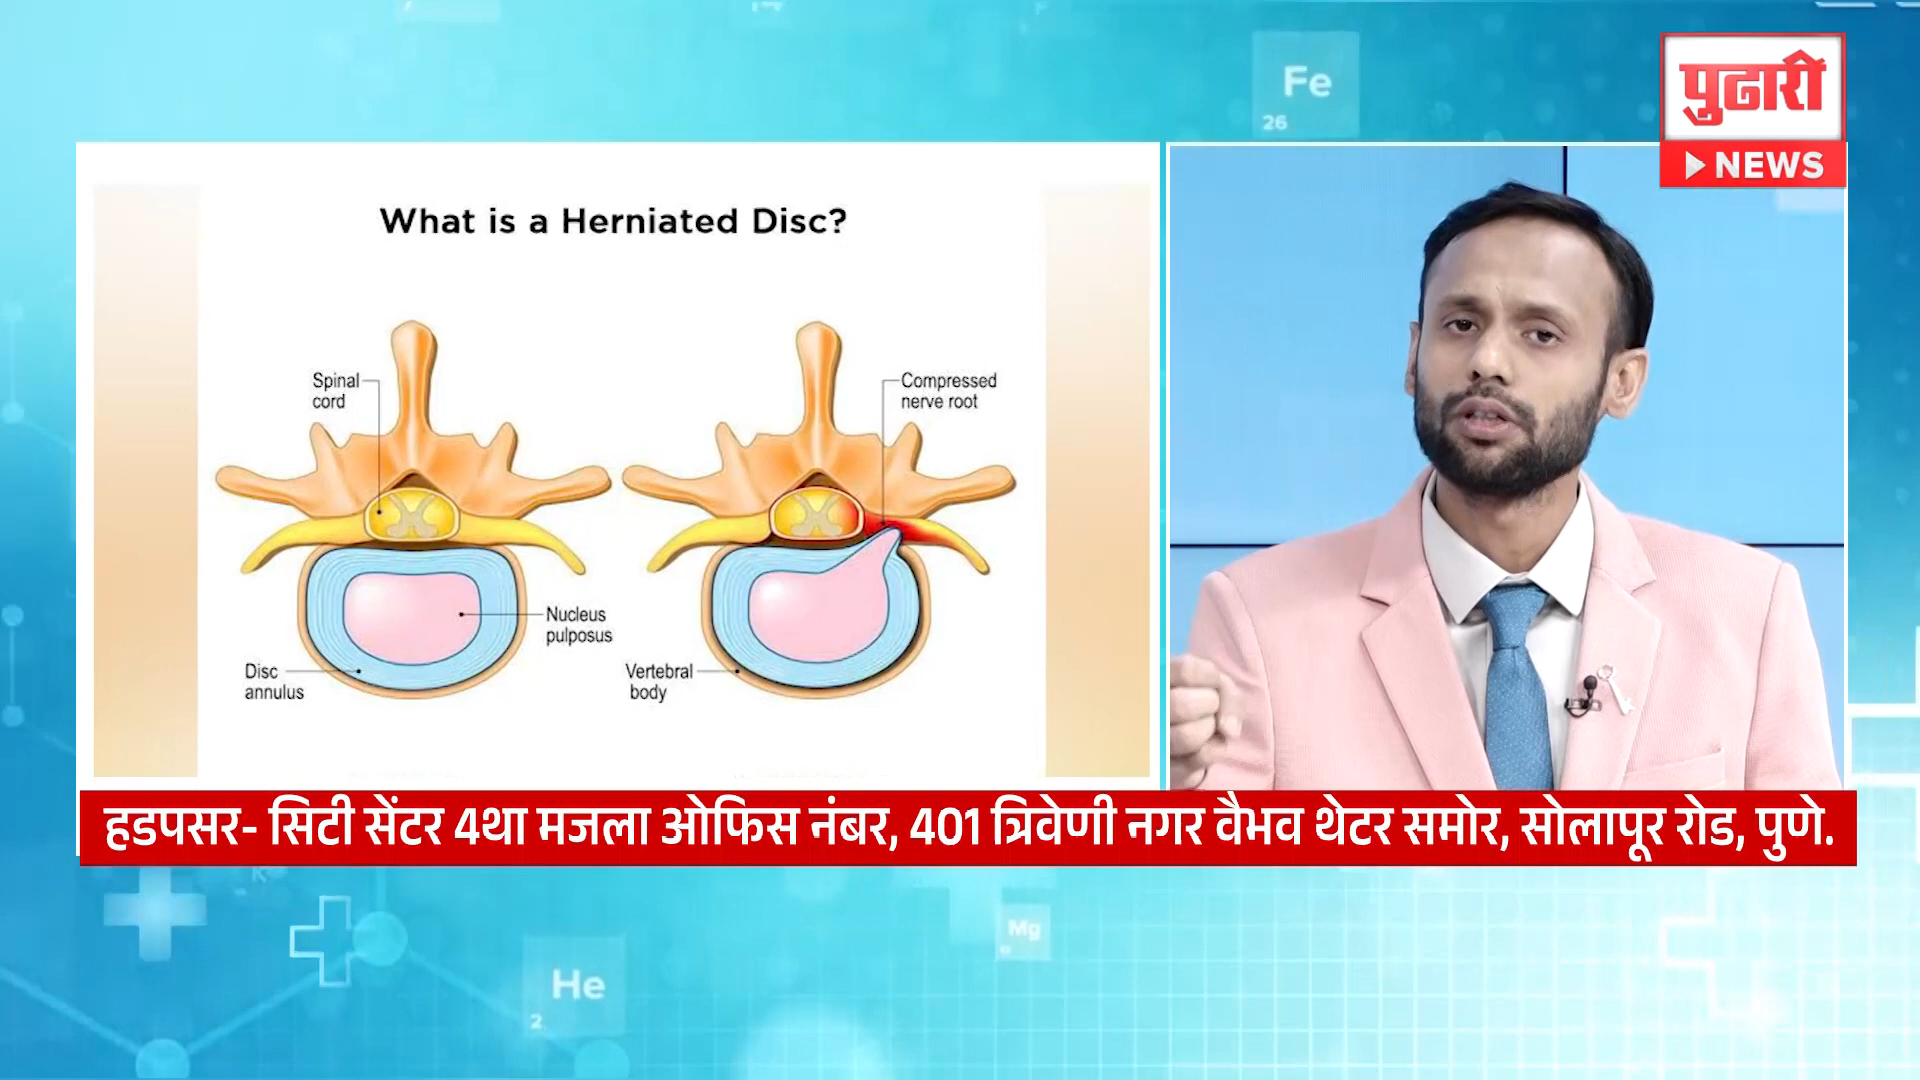 Fe
26
पुढारी
NEWS
What is a Herniated Disc?
Spinal
cord
Compressed
nerve root
Nucleus
pulposus
Disc
annulus
Vertebral
body
हडपसर- सिटी सेंटर 4था मजला ओफिस नंबर, 401 त्रिवेणी नगर वैभव थेटर समोर, सोलापूर रोड, पुणे.
Mg
He
2